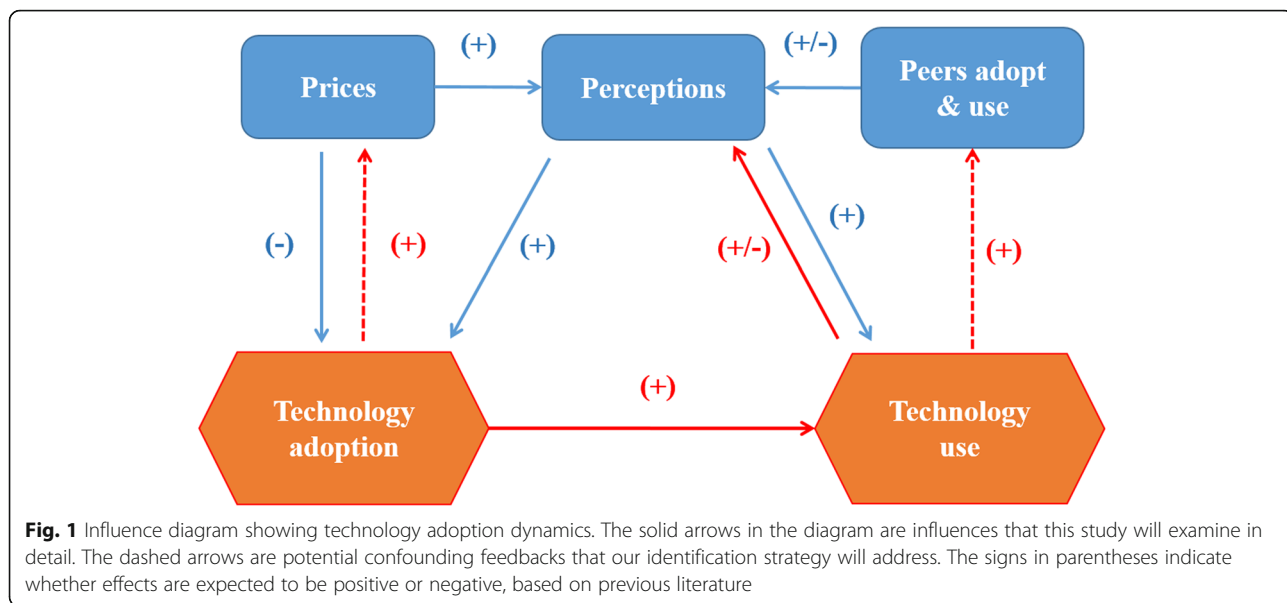 (+)
(+/-)
Prices
Perceptions
Peers adopt
& use
(-)
(+)
(+)
(+/-)
(+)
(+)
Technology
adoption
(+)
Technology
use
Fig. 1 Influence diagram showing technology adoption dynamics. The solid arrows in the diagram are influences that this study will examine in
detail. The dashed arrows are potential confounding feedbacks that our identification strategy will address. The signs in parentheses indicate
whether effects are expected to be positive or negative, based on previous literature